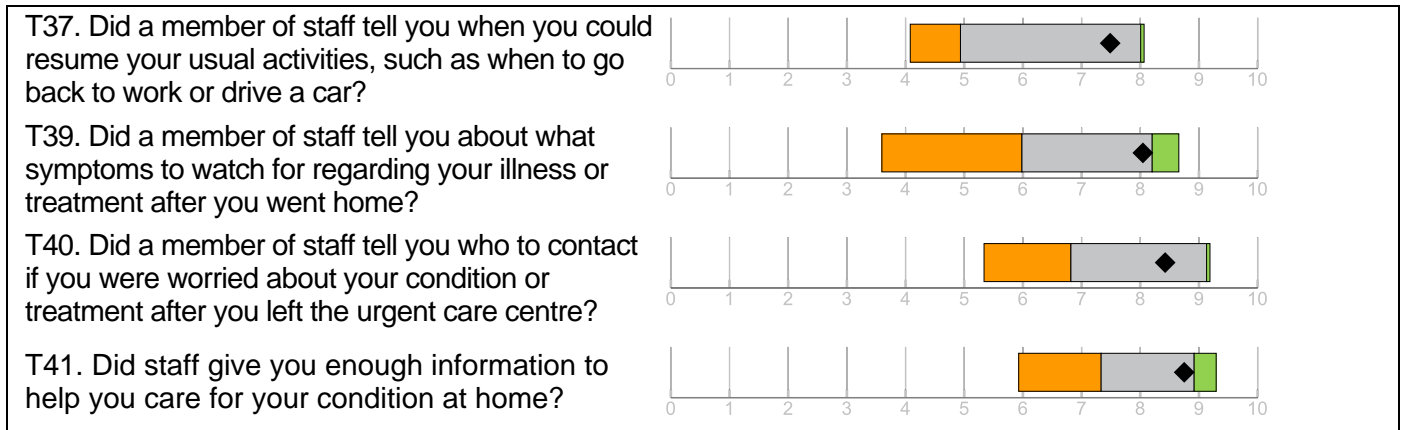 T37. Did a member of staff tell you when you could
resume your usual activities, such as when to go
back to work or drive a car?
0 1 2 3 4 5 6 7 8 9 10
T39. Did a member of staff tell you about what
symptoms to watch for regarding your illness or
treatment after you went home?
0 1 2 3 4 5 6 7 8 9 10
T40. Did a member of staff tell you who to contact
if you were worried about your condition or
treatment after you left the urgent care centre?
0 1 2 3 4 5 6 7 8 9 10
T41. Did staff give you enough information to
help you care for your condition at home?
0 1 2 3 4 5 6 7 8 9 10